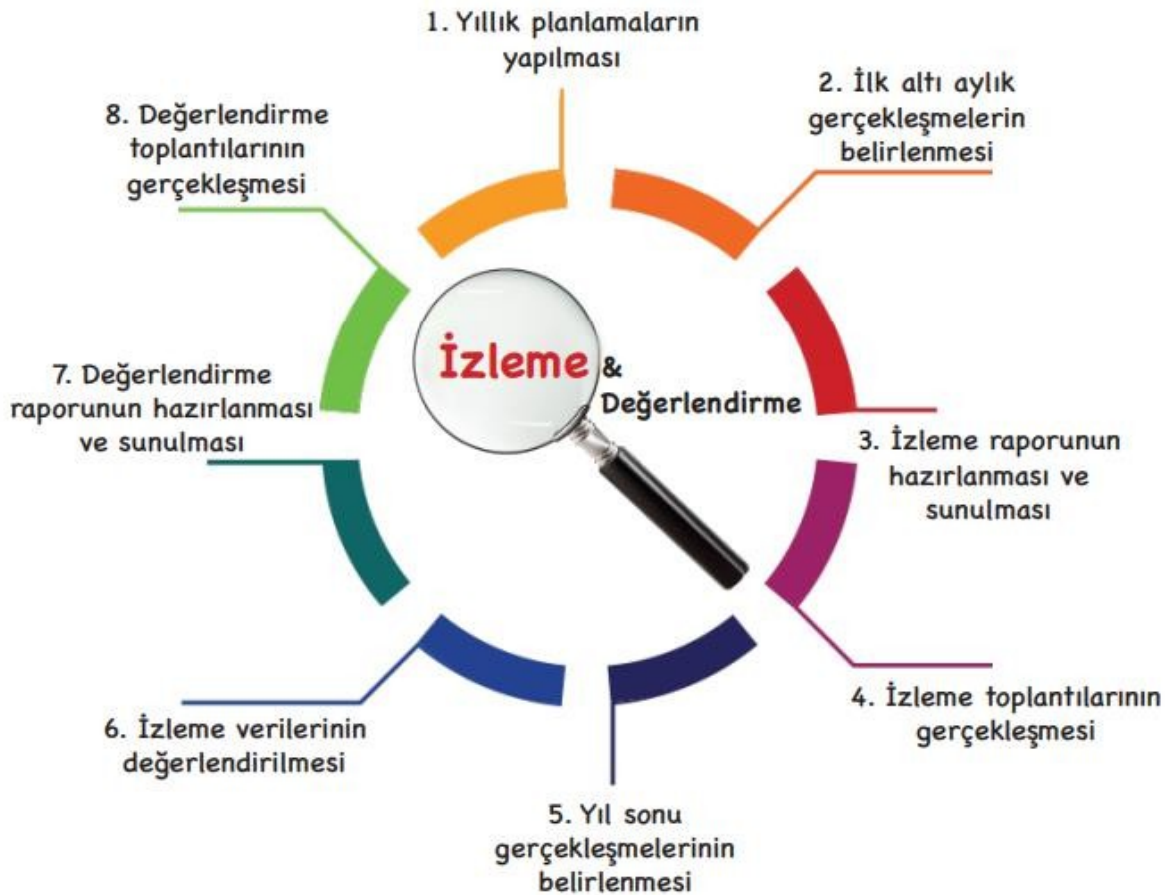 1. Yıllık planlamaların
yapılması
2. İlk altı aylık
gerçekleşmelerin
belirlenmesi
3. İzleme raporunun
hazırlanması ve
sunulması
4. İzleme toplantılarının
gerçekleşmesi
5. Yıl sonu
gerçekleşmelerinin
belirlenmesi
6. İzleme verilerinin
değerlendirilmesi
7. Değerlendirme
raporunun hazırlanması
ve sunulması
8. Değerlendirme
toplantılarının
gerçekleşmesi
İzleme &
Değerlendirme